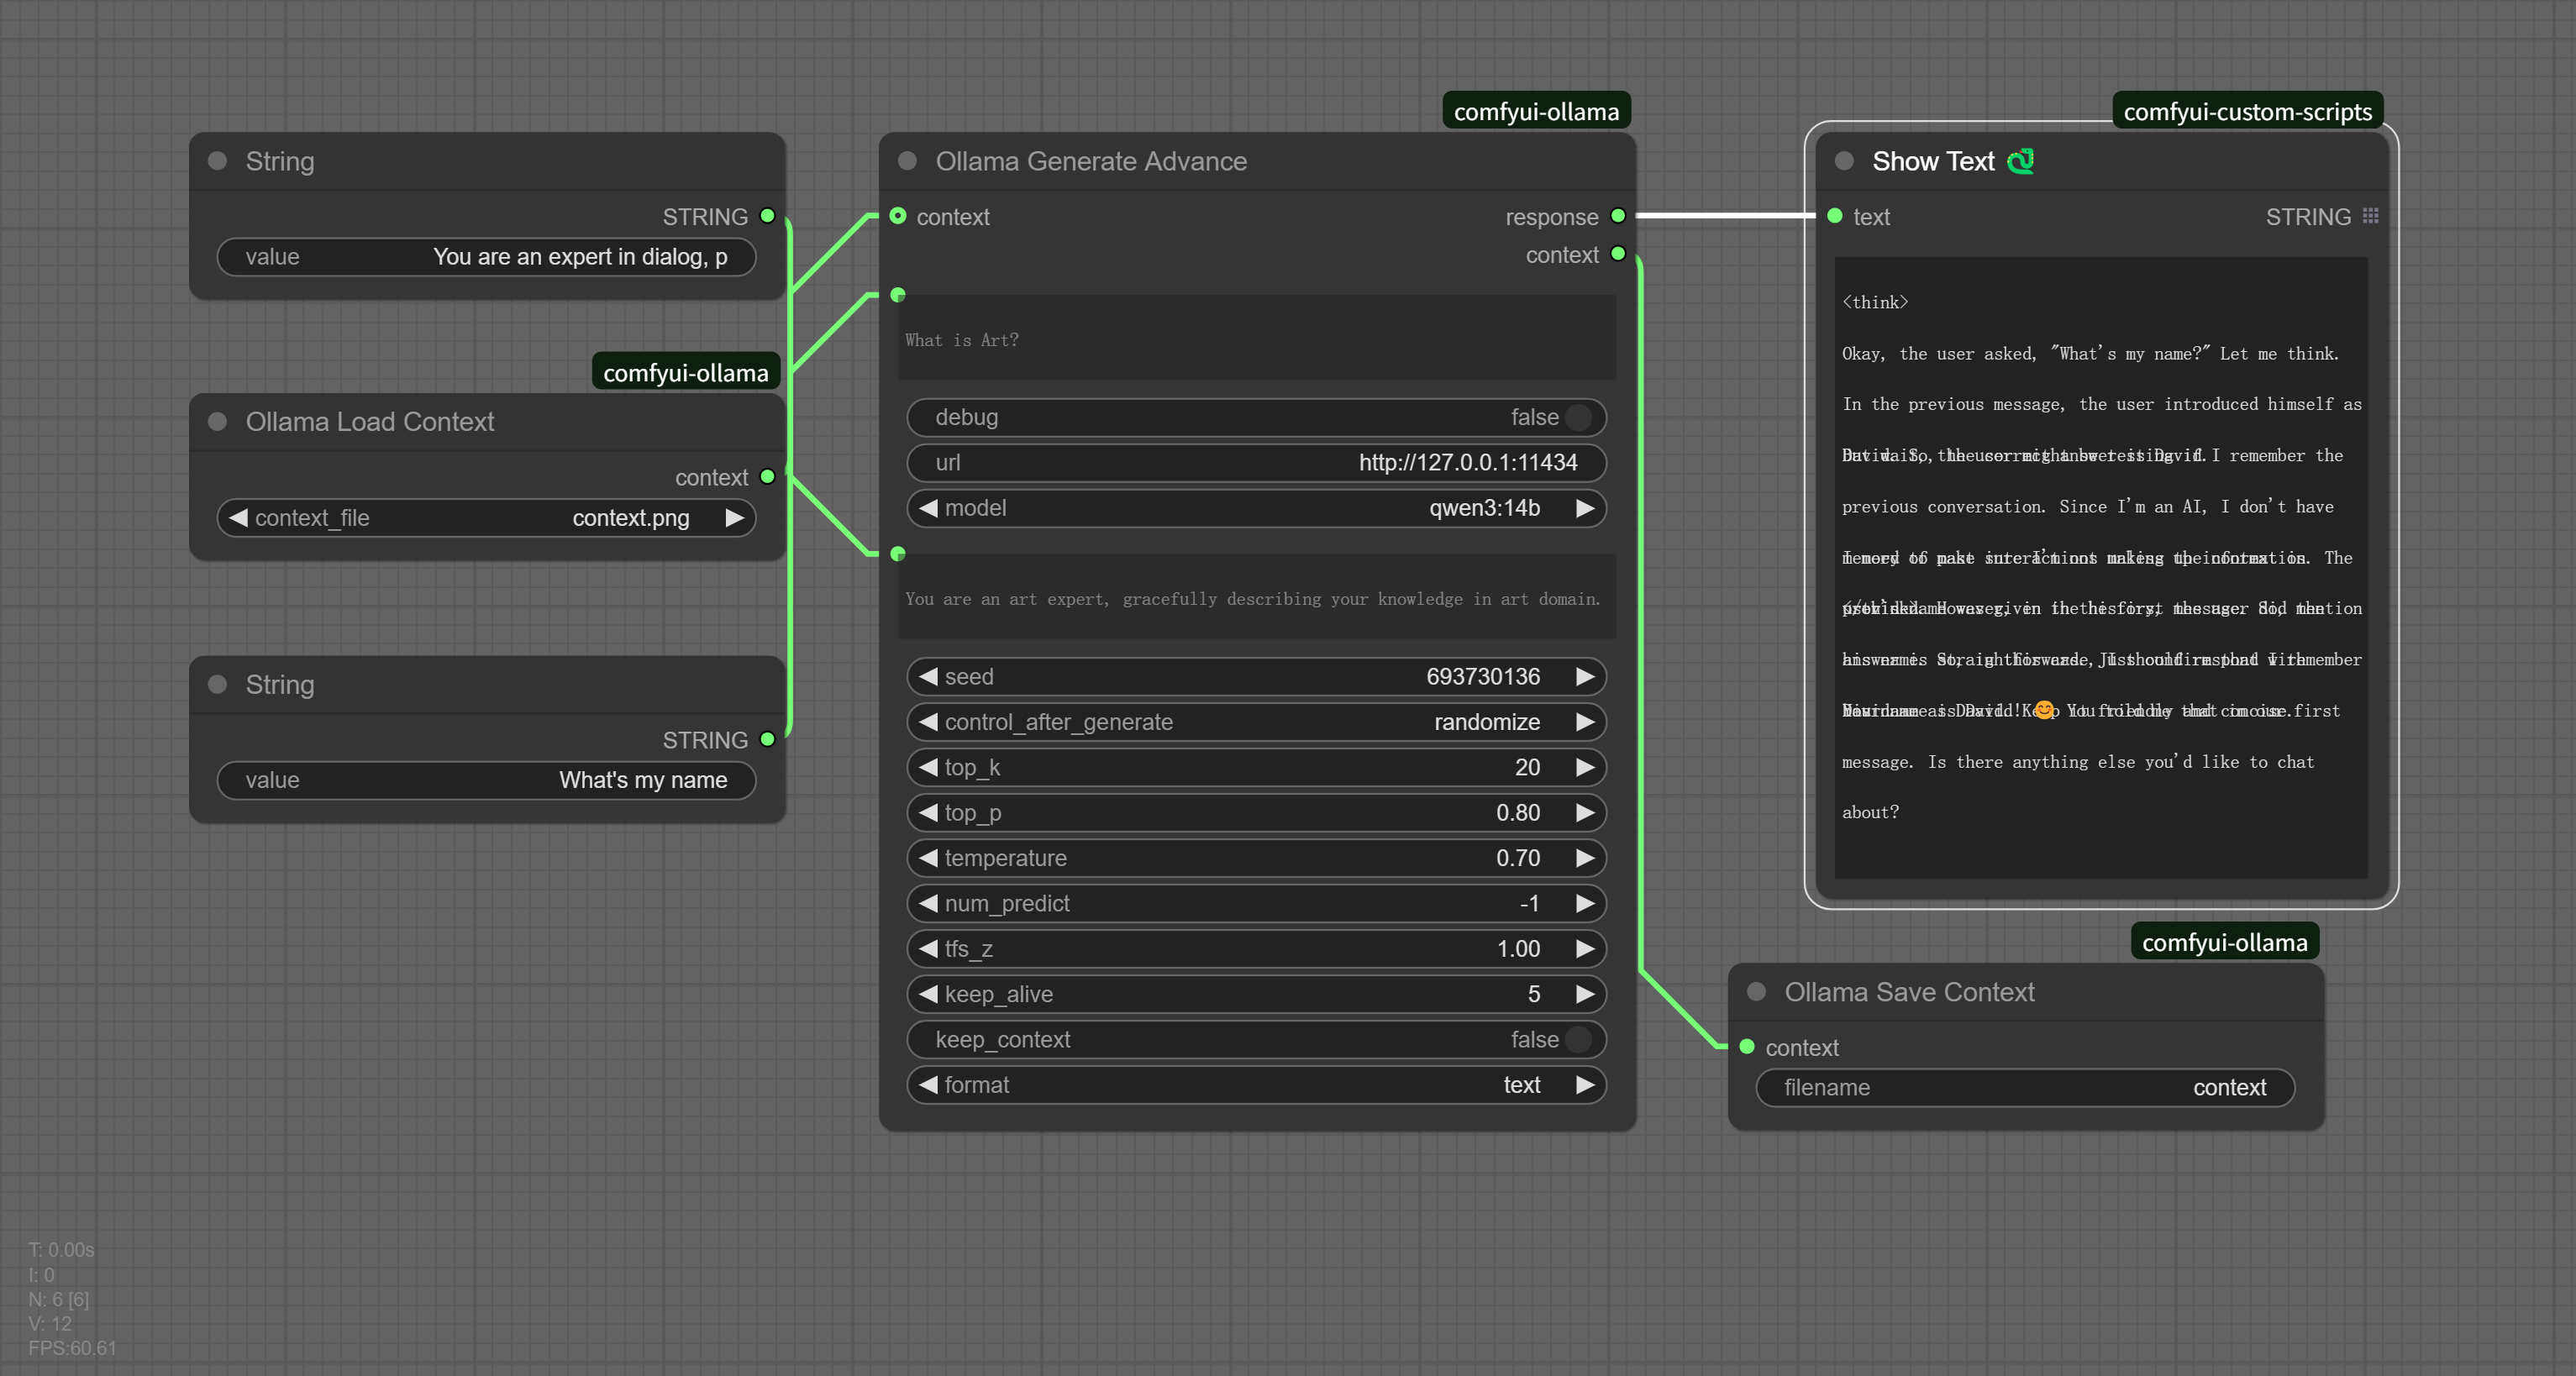 String
STRING
value You are an expert in dialog, p
comfyui-ollama
Ollama Load Context
context
context_file context.png
String
STRING
value What's my name
comfyui-ollama
Ollama Generate Advance
context response
context
What is Art?
debug false
url http://127.0.0.1:11434
model qwen3:14b
You are an art expert, gracefully describing your knowledge in art domain.
seed 693730136
control_after_generate randomize
top_k 20
top_p 0.80
temperature 0.70
num_predict -1
tfs_z 1.00
keep_alive 5
keep_context false
format text
comfyui-custom-scripts
Show Text
text STRING
<think>
Okay, the user asked, "What's my name?" Let me think.
In the previous message, the user introduced himself as
I remember the
previous conversation. Since I'm an AI, I don't have
The
first
message. Is there anything else you'd like to chat
about?
comfyui-ollama
Ollama Save Context
context
filename context
T: 0.00s
I: 0
N: 6 [6]
V: 12
FPS:60.61